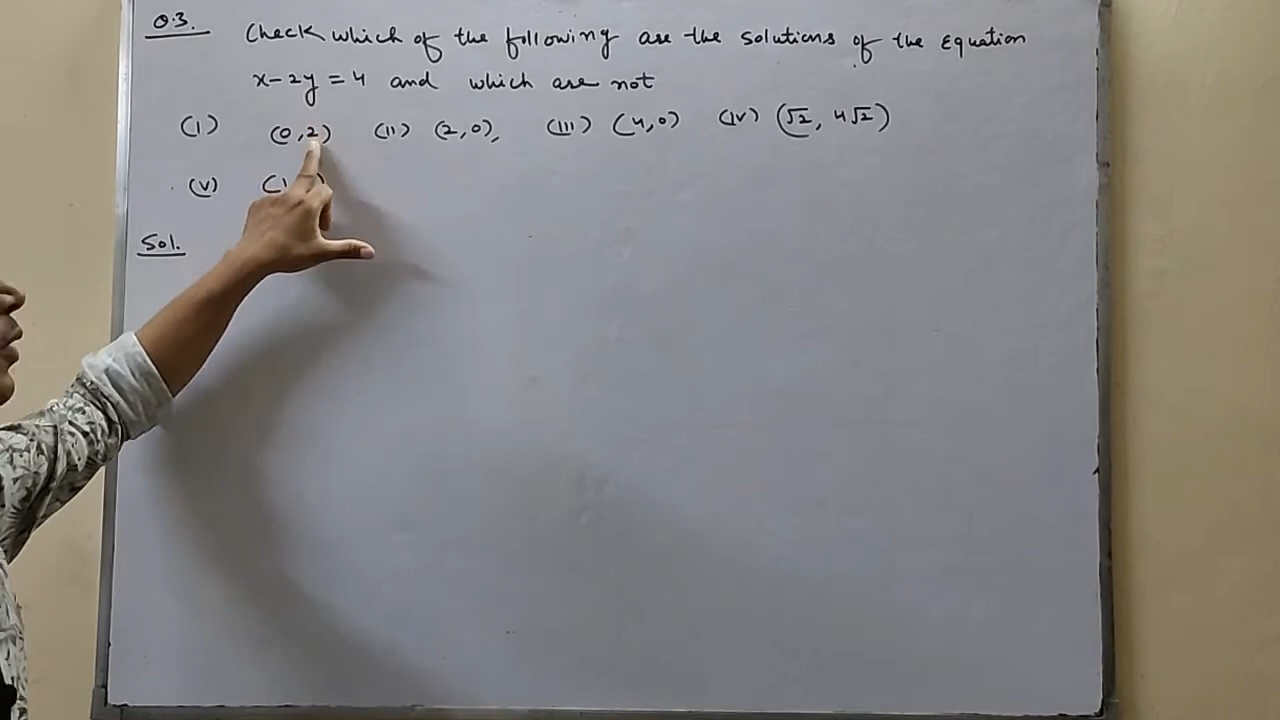 Q.3. Check which of the following are the solutions of the Equation
x-2y=4 and which are not
(I) (0,2) (II) (2,0), (III) (4,0) (IV) (√2, 4√2)
(V) (1,
Sol.